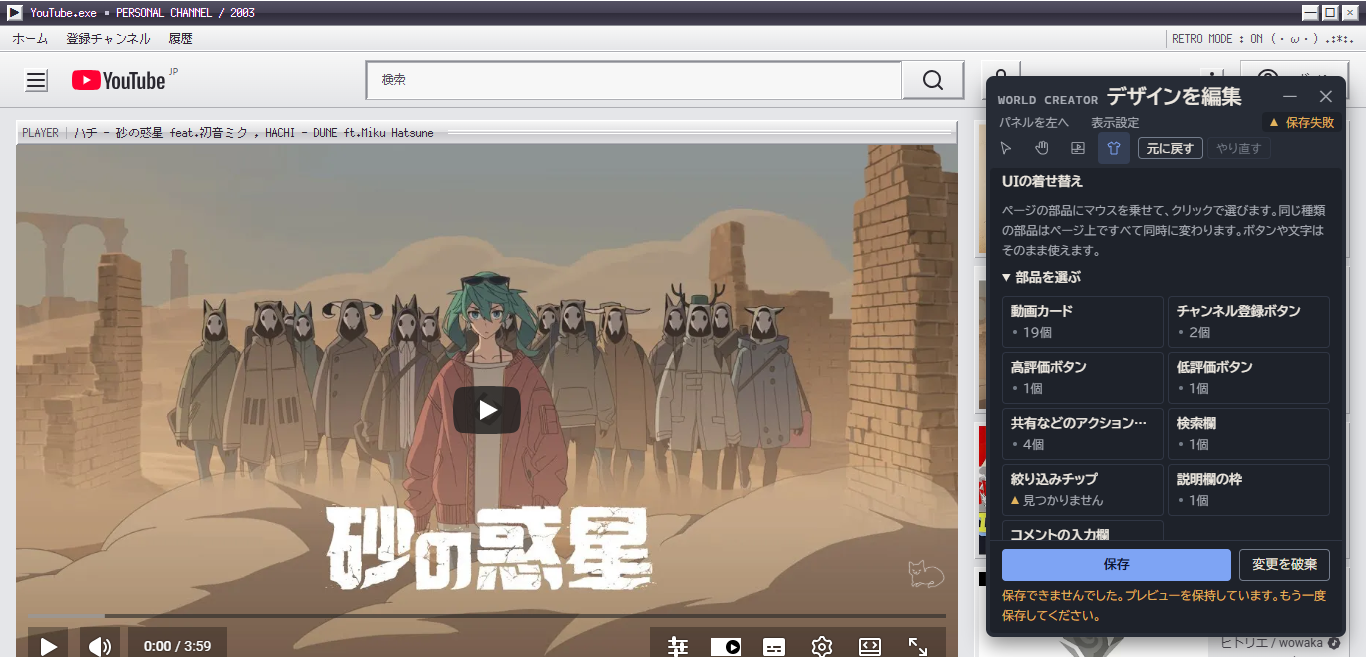 YouTube.exe ▪ PERSONAL CHANNEL / 2003
ホーム 登録チャンネル 履歴
RETRO MODE : ON (・ω・) .:*:.
YouTube JP
検索
PLAYER ハチ - 砂の惑星 feat.初音ミク , HACHI - DUNE ft.Miku Hatsune
砂の惑星
0:00 / 3:59
WORLD CREATOR デザインを編集
パネルを左へ 表示設定
▲ 保存失敗
元に戻す やり直す
UIの着せ替え
ページの部品にマウスを乗せて、クリックで選びます。同じ種類
の部品はページ上ですべて同時に変わります。ボタンや文字は
そのまま使えます。
▼ 部品を選ぶ
動画カード
• 19個
チャンネル登録ボタン
• 2個
高評価ボタン
• 1個
低評価ボタン
• 1個
共有などのアクション…
• 4個
検索欄
• 1個
絞り込みチップ
▲ 見つかりません
説明欄の枠
• 1個
コメントの入力欄
保存 変更を破棄
保存できませんでした。プレビューを保持しています。もう一度
保存してください。
ヒトリエ / wowaka